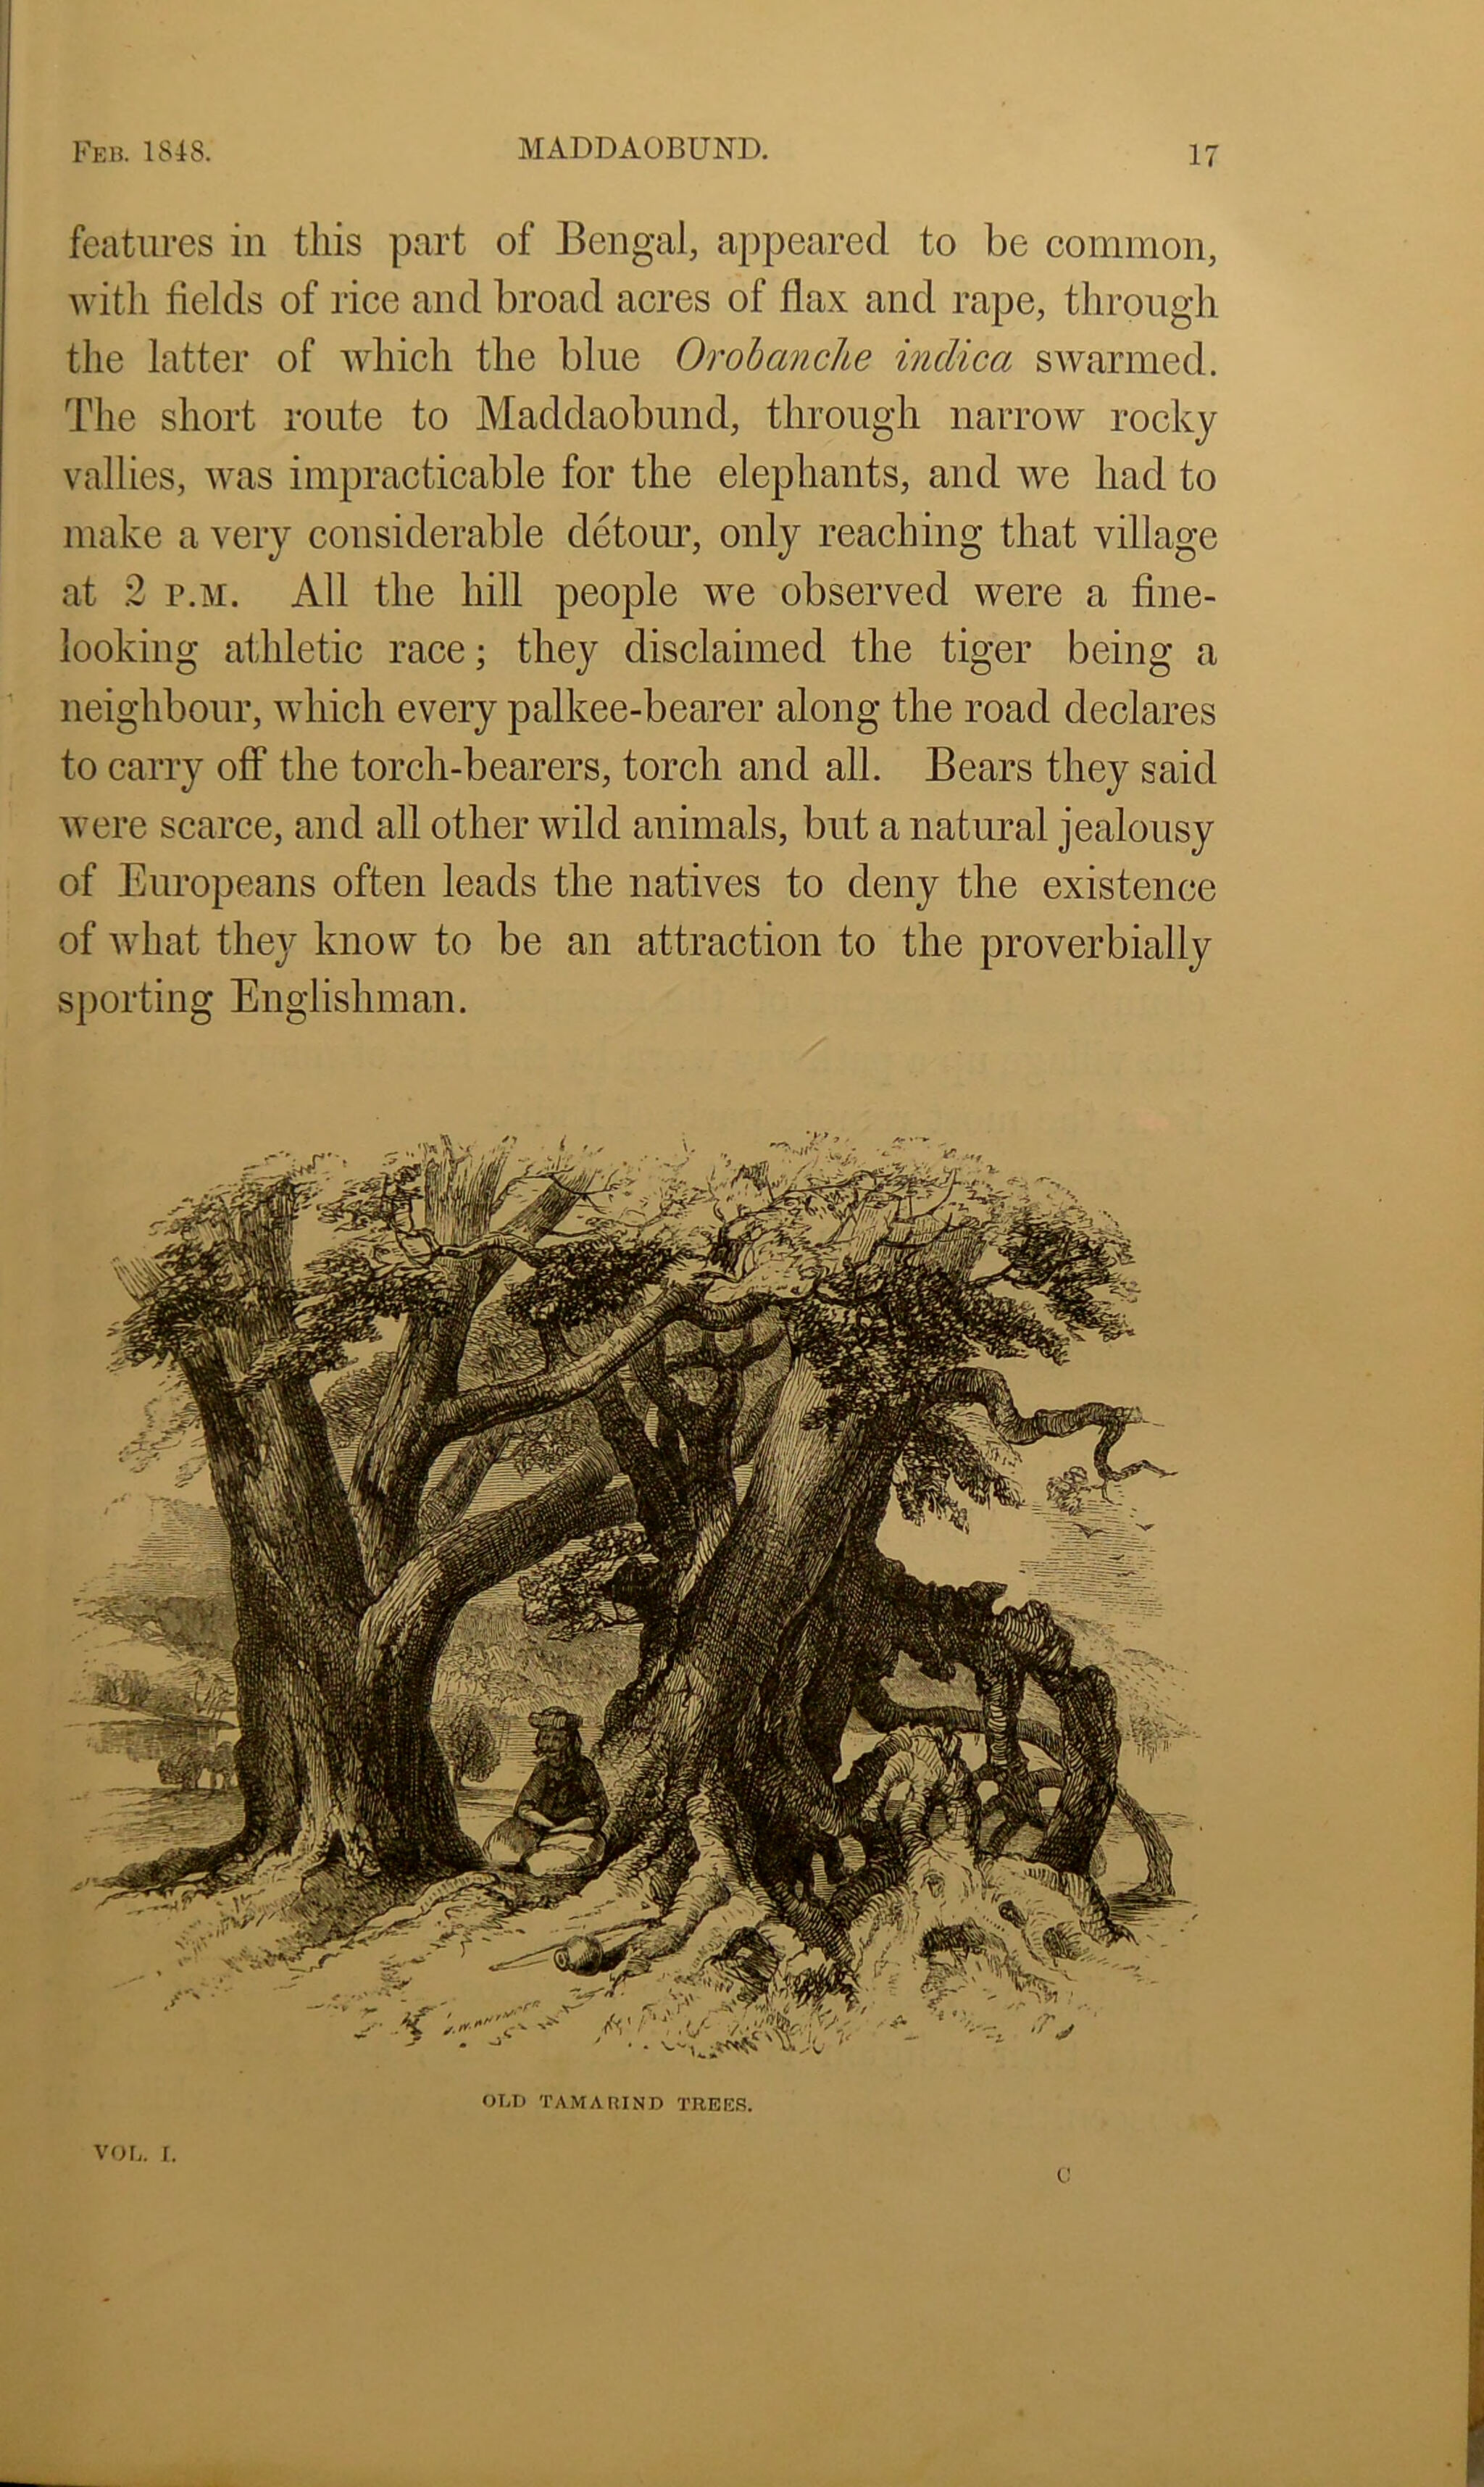 FEB. 1848. MADDAOBUND. 17
features in this part of Bengal, appeared to be common,
with fields of rice and broad acres of flax and rape, through
the latter of which the blue Orobanche indica swarmed.
The short route to Maddaobund, through narrow rocky
vallies, was impracticable for the elephants, and we had to
make a very considerable détour, only reaching that village
at 2 P.M. All the hill people we observed were a fine-
looking athletic race; they disclaimed the tiger being a
neighbour, which every palkee-bearer along the road declares
to carry off the torch-bearers, torch and all. Bears they said
were scarce, and all other wild animals, but a natural jealousy
of Europeans often leads the natives to deny the existence
of what they know to be an attraction to the proverbially
sporting Englishman.
OLD TAMARIND TREES.
VOL. I.
C